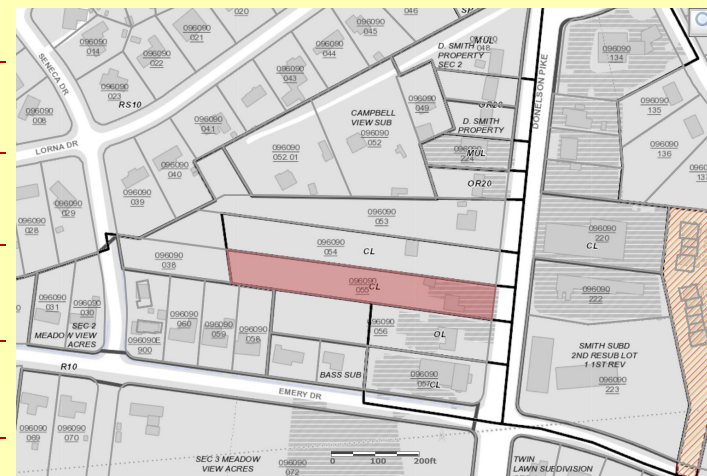 020
046
SP
096090
021
096090
045
096090
014
096090
022
096090
044
D. SMITH MUL
PROPERTY 048
SEC 2
096090
134
SENECA DR
096090
043
096090
023
RS10
DONELSON PIKE
096090
008
CAMPBELL
VIEW SUB
096090
052
096090
049
OR20
096090
135
096090
041
D. SMITH
PROPERTY
LORNA DR
096090
052.01
224
MUL
096090
136
096090
040
OR20
096090
039
096090
029
096090
053
096090
028
096090
054
CL
096090
220
CL
096090
038
096090
055
CL
096090
222
096090
031
096090
030
SEC 2
MEADOW VIEW
ACRES
096090E
900
096090
060
096090
059
096090
058
096090
056
OL
SMITH SUBD
2ND RESUB LOT
1 1ST REV
096090
223
R10
BASS SUB
096090
057
CL
EMERY DR
096090
069
096090
070
SEC 3 MEADOW
VIEW ACRES
096090
072
0 100 200ft
TWIN
LAWN SUBDIVISION